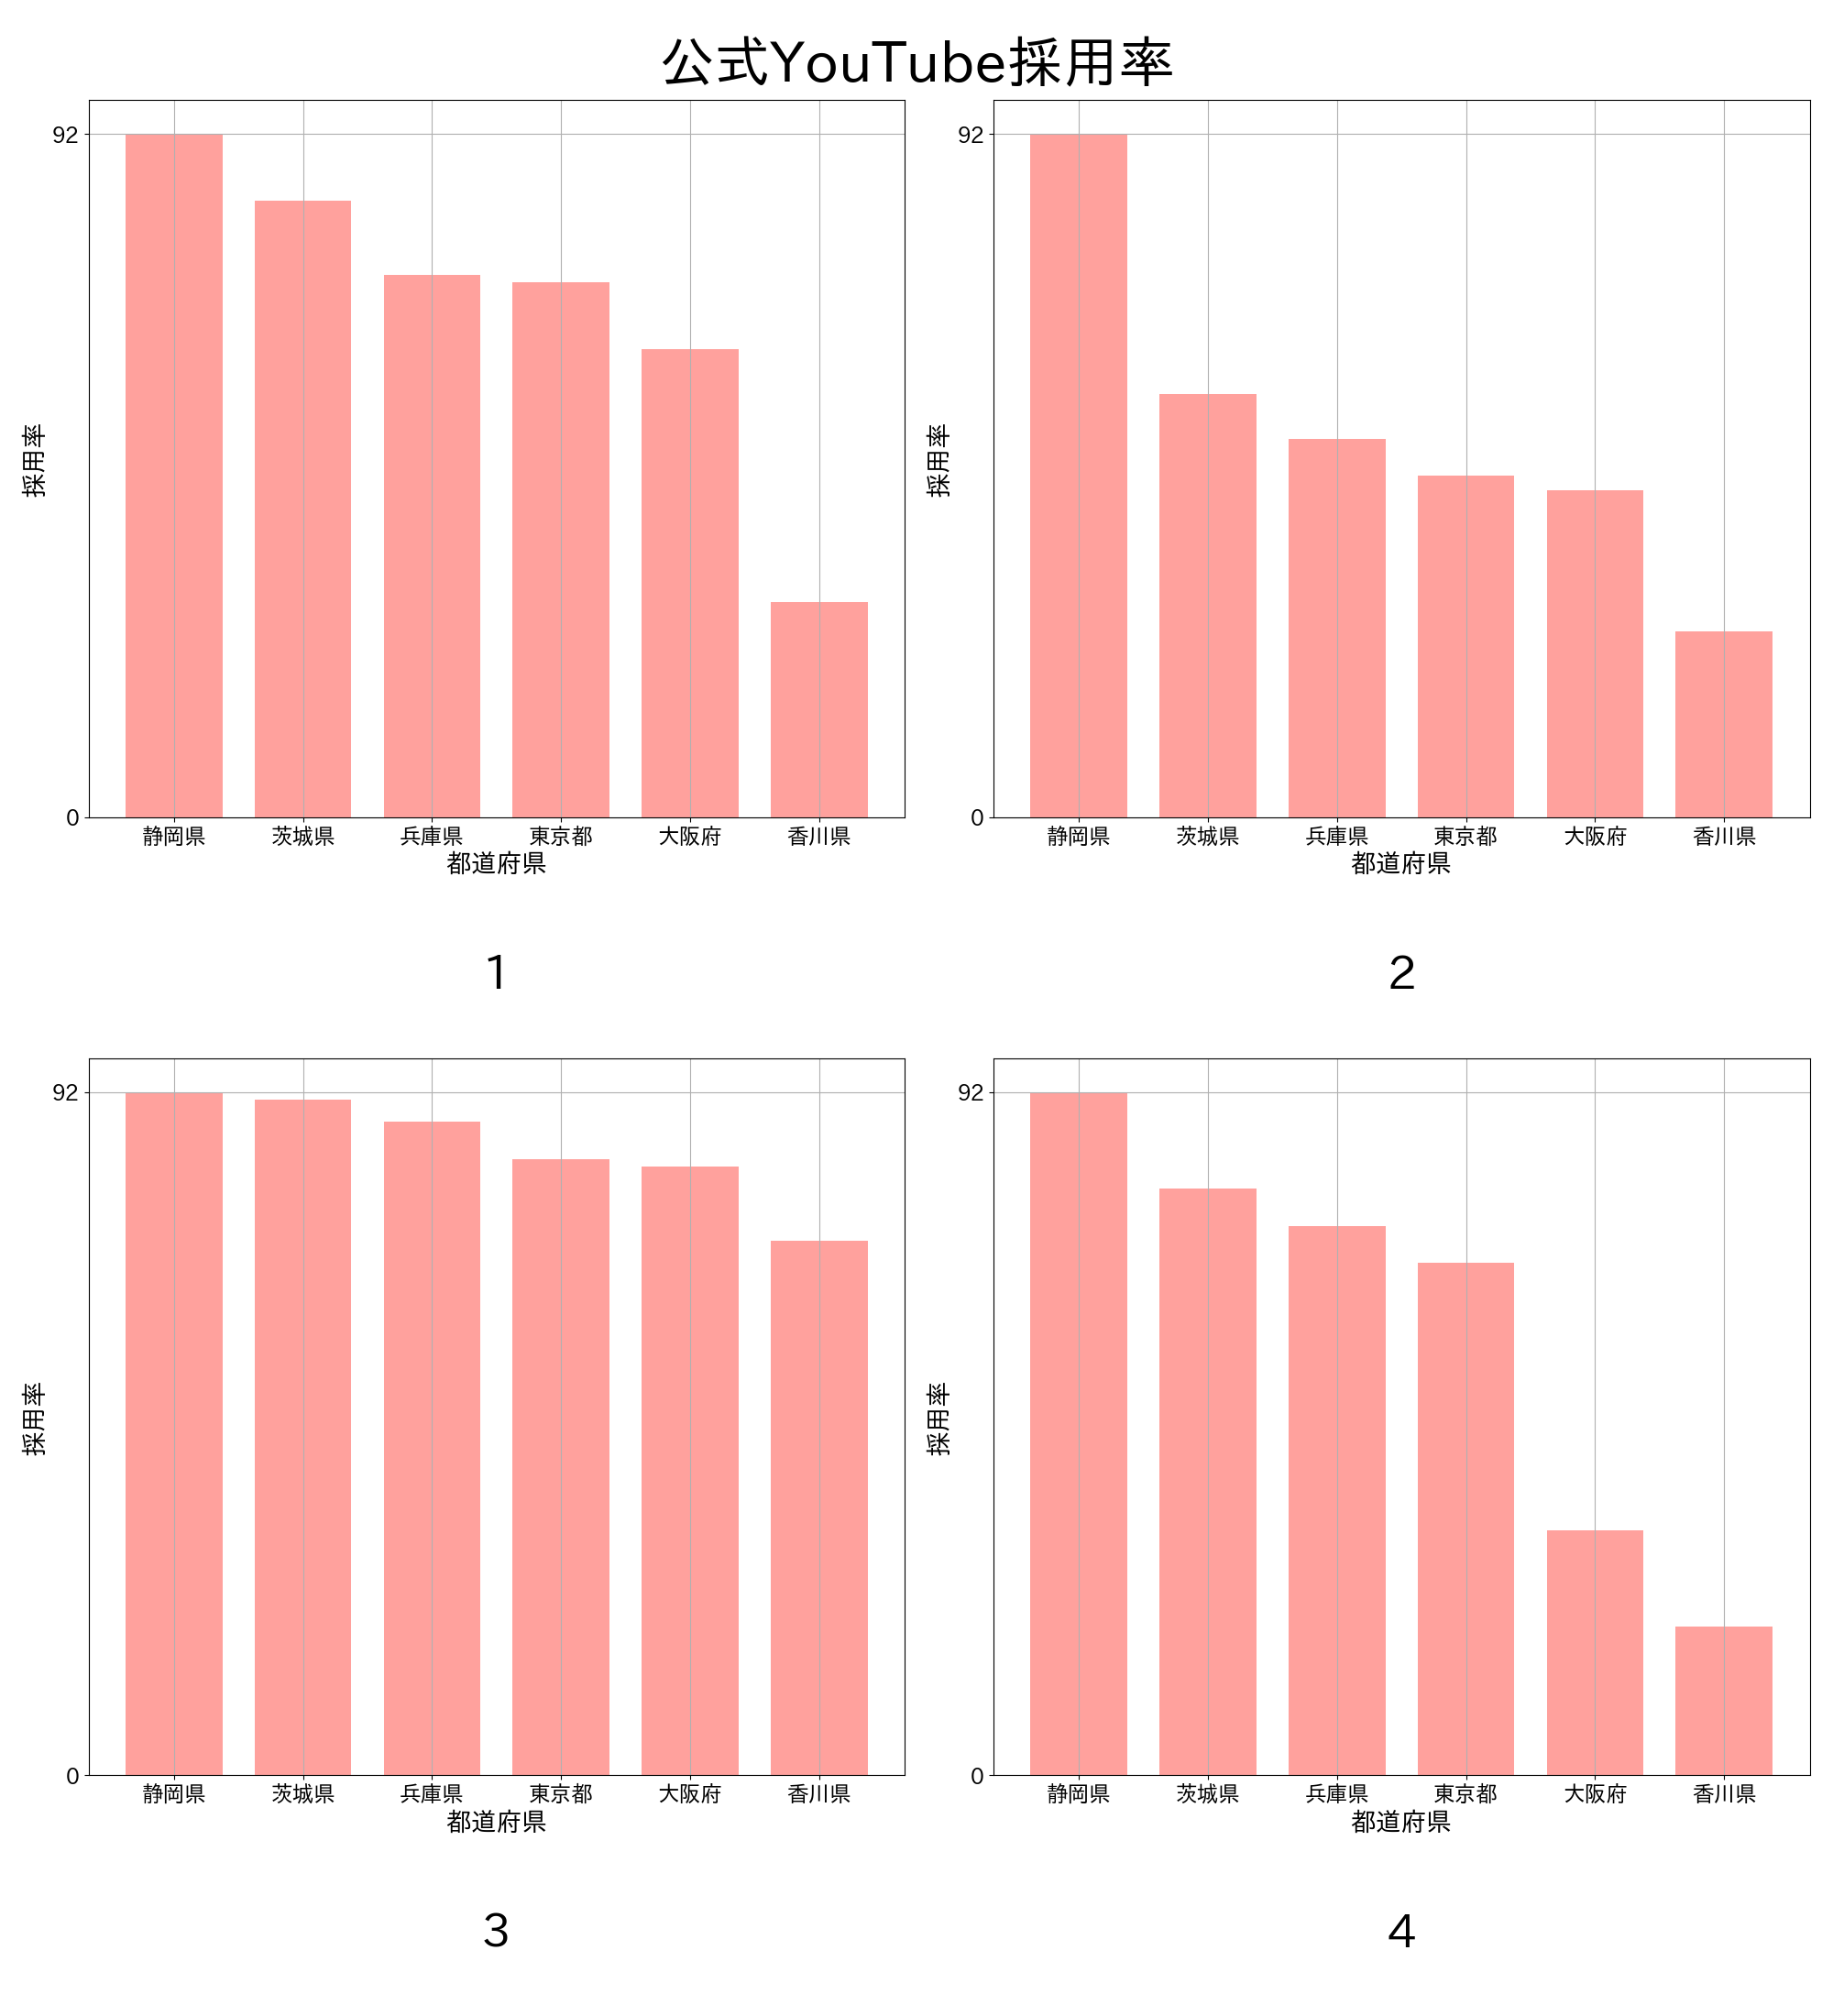 公式YouTube採用率
92
採用率
0
静岡県 茨城県 兵庫県 東京都 大阪府 香川県
都道府県
1
92
採用率
0
静岡県 茨城県 兵庫県 東京都 大阪府 香川県
都道府県
2
92
採用率
0
静岡県 茨城県 兵庫県 東京都 大阪府 香川県
都道府県
3
92
採用率
0
静岡県 茨城県 兵庫県 東京都 大阪府 香川県
都道府県
4